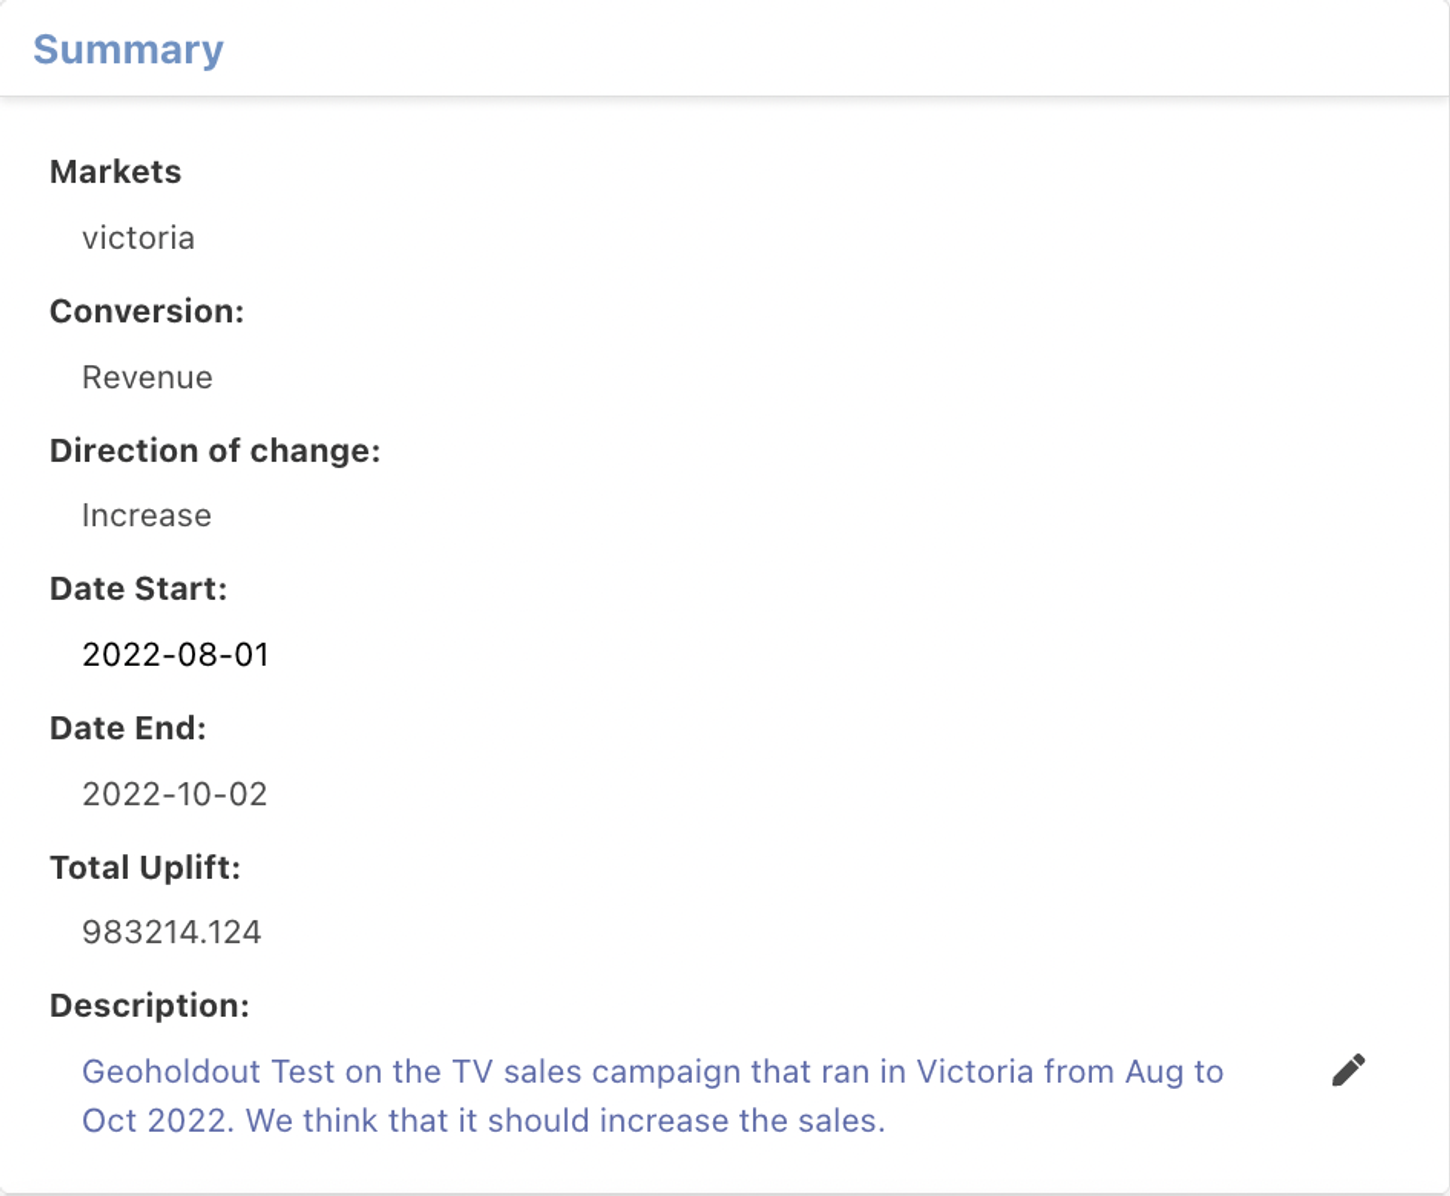 Summary
Markets
victoria
Conversion:
Revenue
Direction of change:
Increase
Date Start:
2022-08-01
Date End:
2022-10-02
Total Uplift:
983214.124
Description:
Geoholdout Test on the TV sales campaign that ran in Victoria from Aug to
Oct 2022. We think that it should increase the sales.